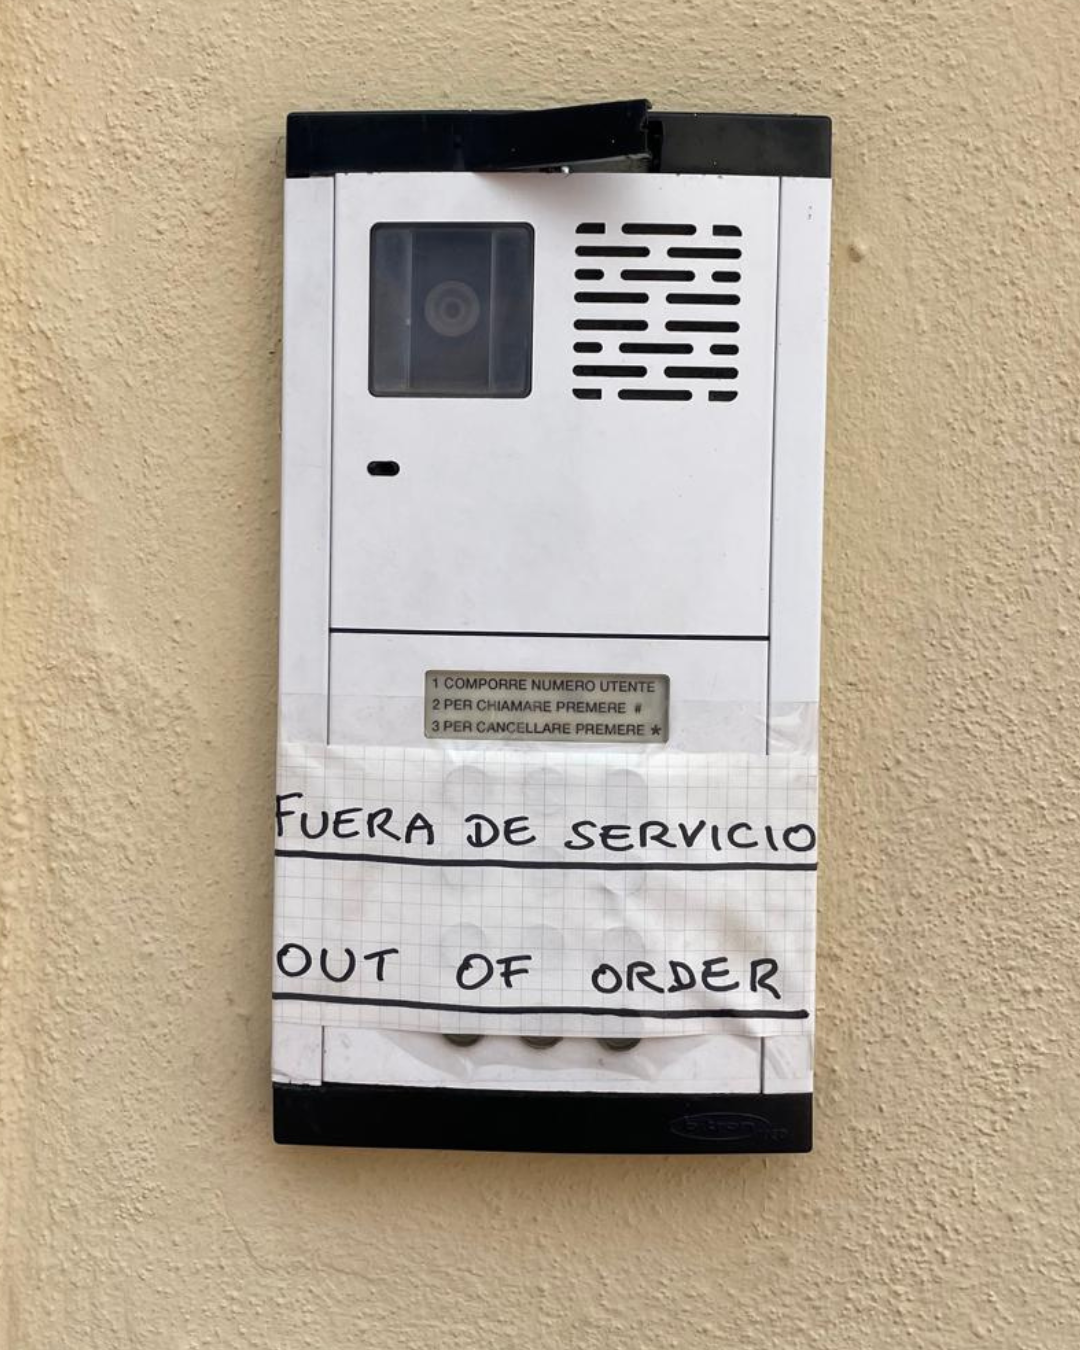 1 COMPORRE NUMERO UTENTE
2 PER CHIAMARE PREMERE #
3 PER CANCELLARE PREMERE *
FUERA DE SERVICIO
OUT OF ORDER